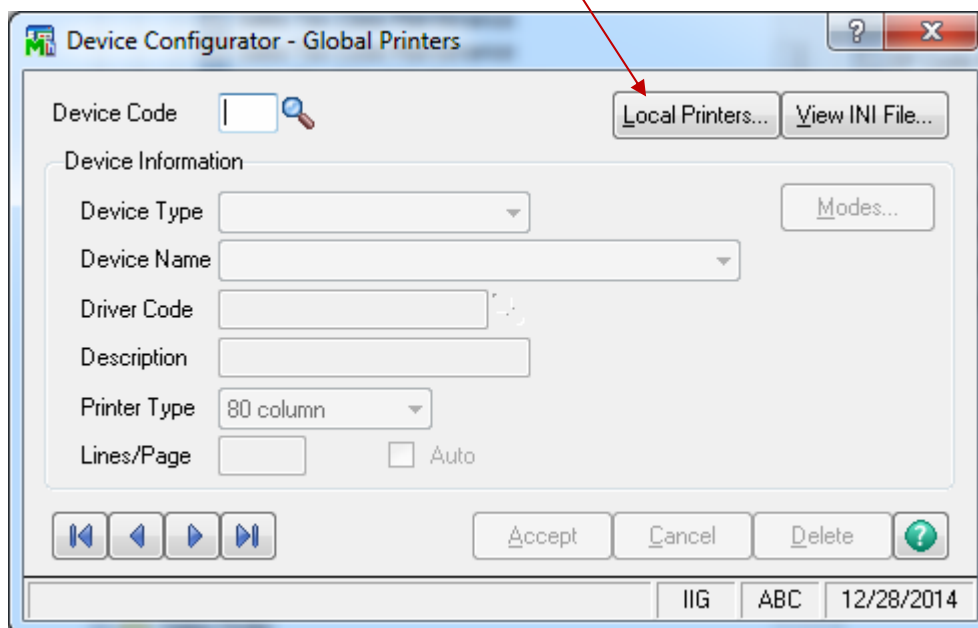 Device Configurator - Global Printers
Device Code Local Printers... View INI File...
Device Information
Device Type Modes...
Device Name
Driver Code
Description
Printer Type 80 column
Lines/Page Auto
Accept Cancel Delete
IIG ABC 12/28/2014